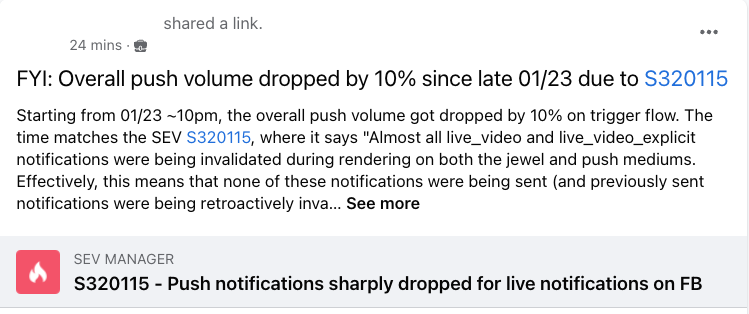 shared a link.
24 mins ·
FYI: Overall push volume dropped by 10% since late 01/23 due to S320115
Starting from 01/23 ~10pm, the overall push volume got dropped by 10% on trigger flow. The
time matches the SEV S320115, where it says "Almost all live_video and live_video_explicit
notifications were being invalidated during rendering on both the jewel and push mediums.
Effectively, this means that none of these notifications were being sent (and previously sent
notifications were being retroactively inva... See more
SEV MANAGER
S320115 - Push notifications sharply dropped for live notifications on FB